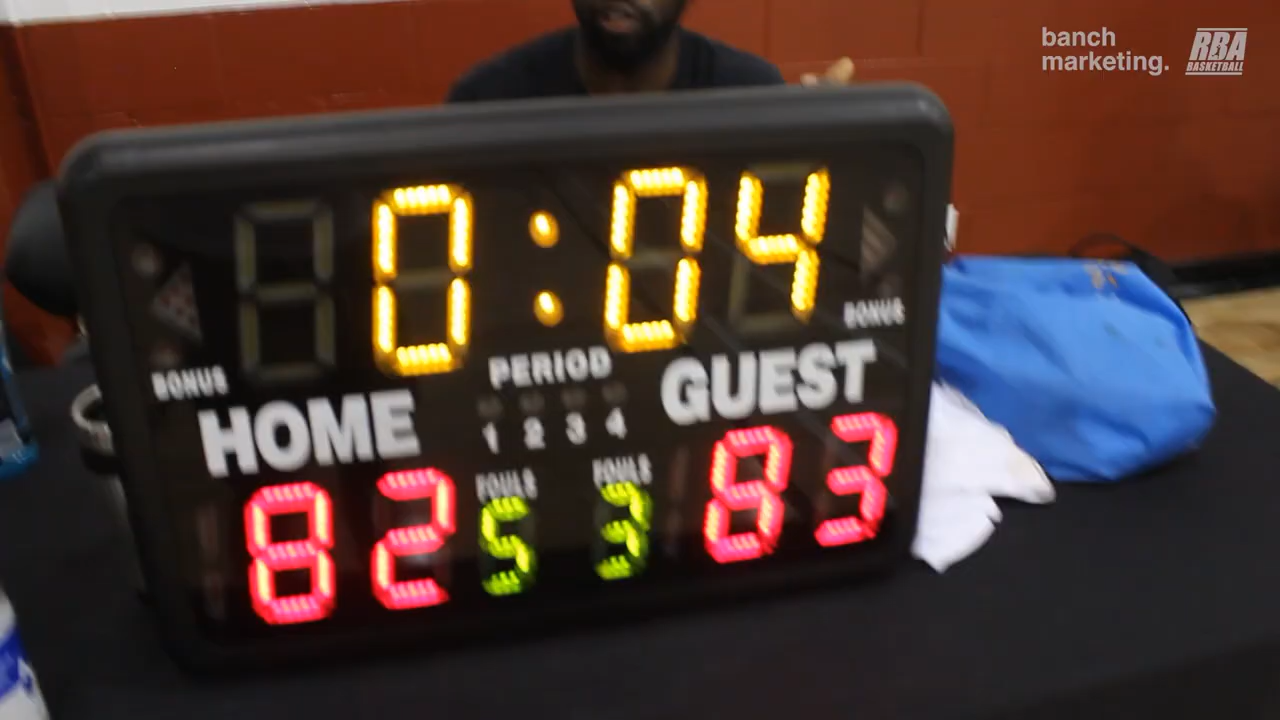 banch
marketing.
RBA
BASKETBALL
0:04
BONUS
BONUS
PERIOD
HOME
GUEST
1 2 3 4
FOULS
FOULS
82
5
3
83